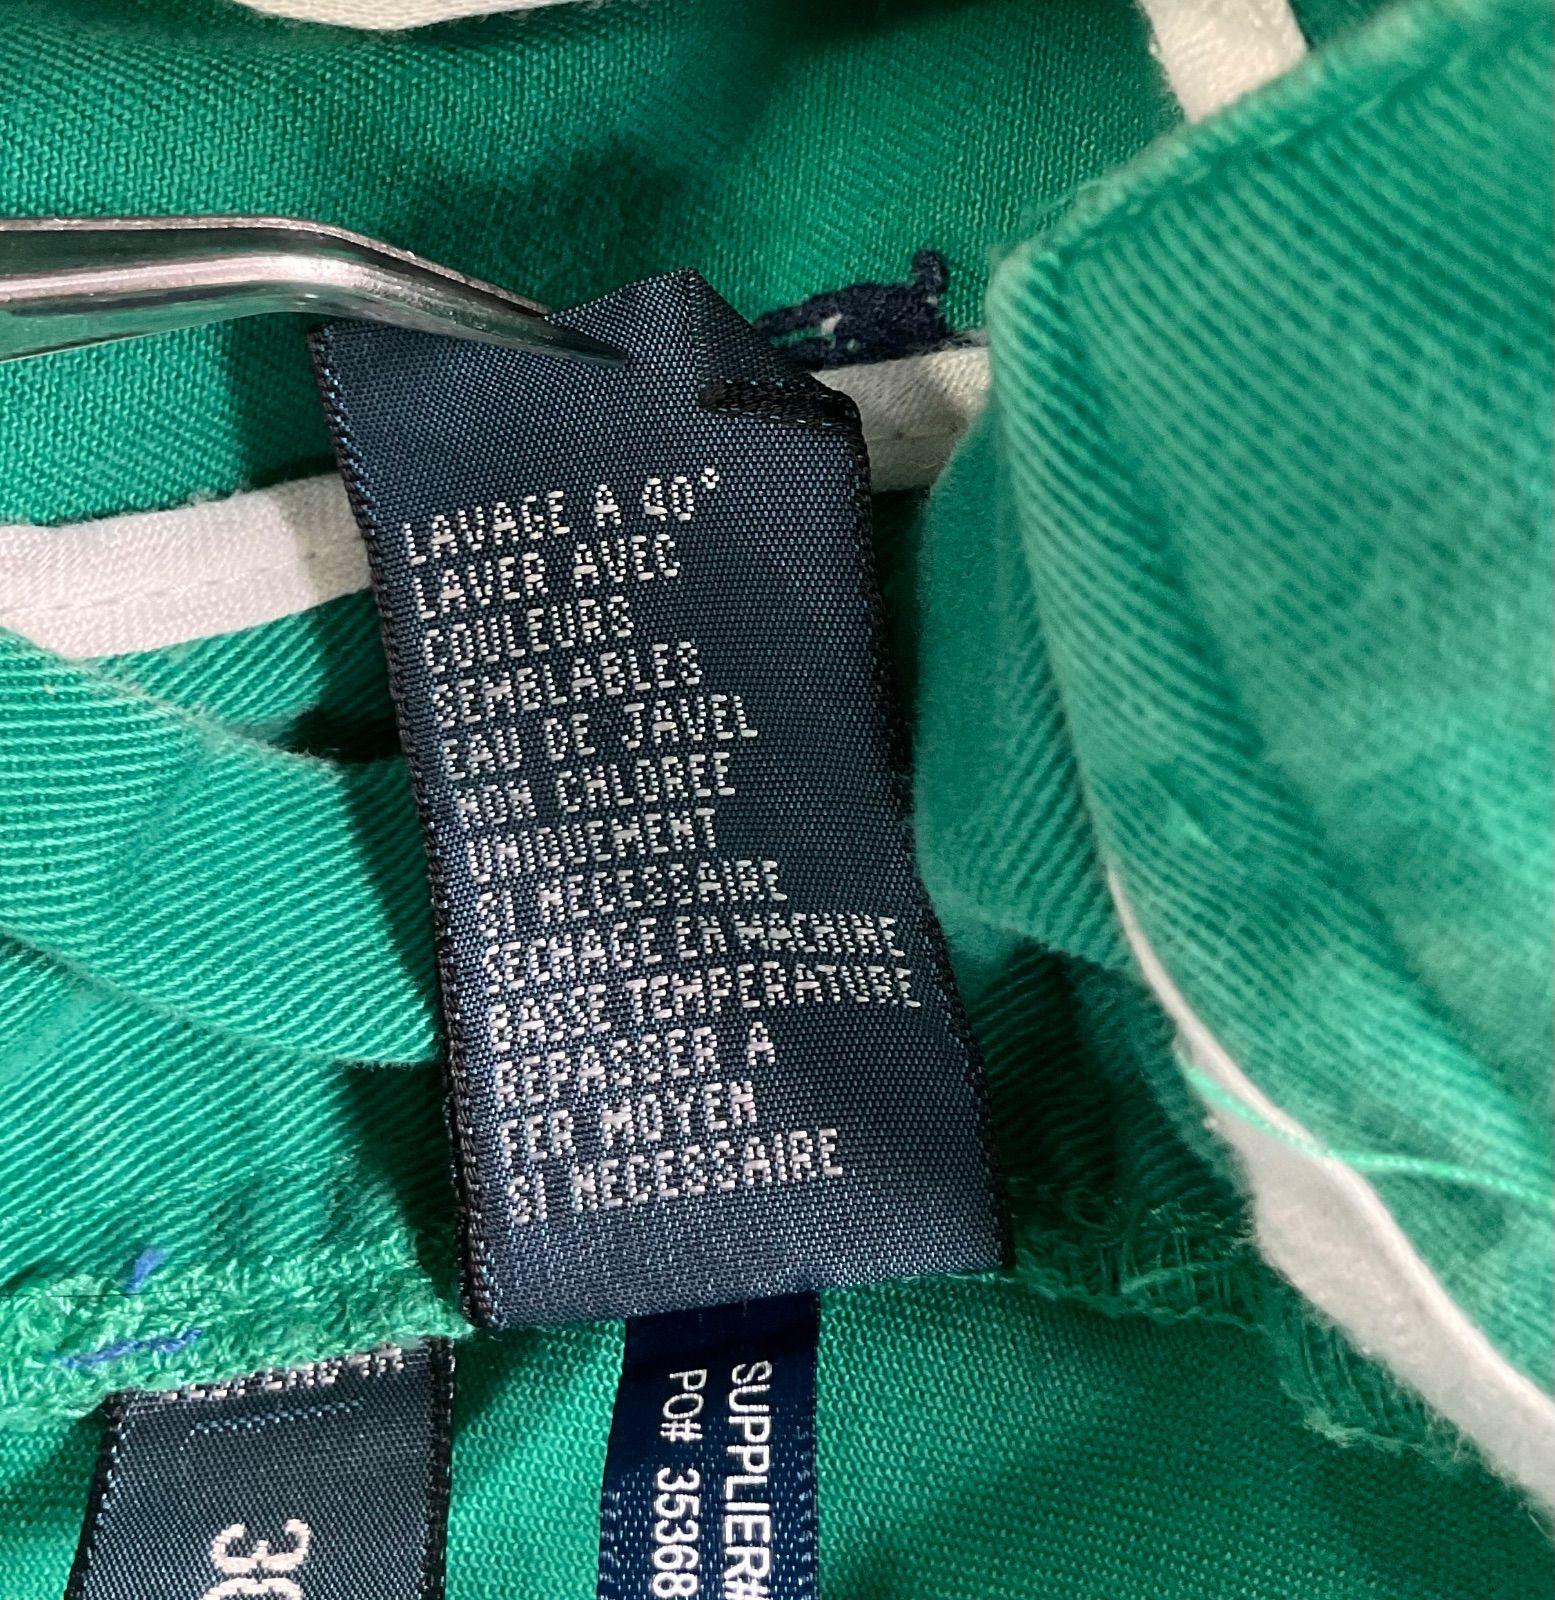 LAVAGE A 40°
LAVER AVEC
COULEURS
SEMBLABLES
EAU DE JAVEL
NON CHLOREE
UNIQUEMENT
SI NECESSAIRE
SECHAGE EN MACHINE
BASSE TEMPERATURE
REPASSER A
FER MOYEN
SI NECESSAIRE
SUPPLIER#
PO# 35368